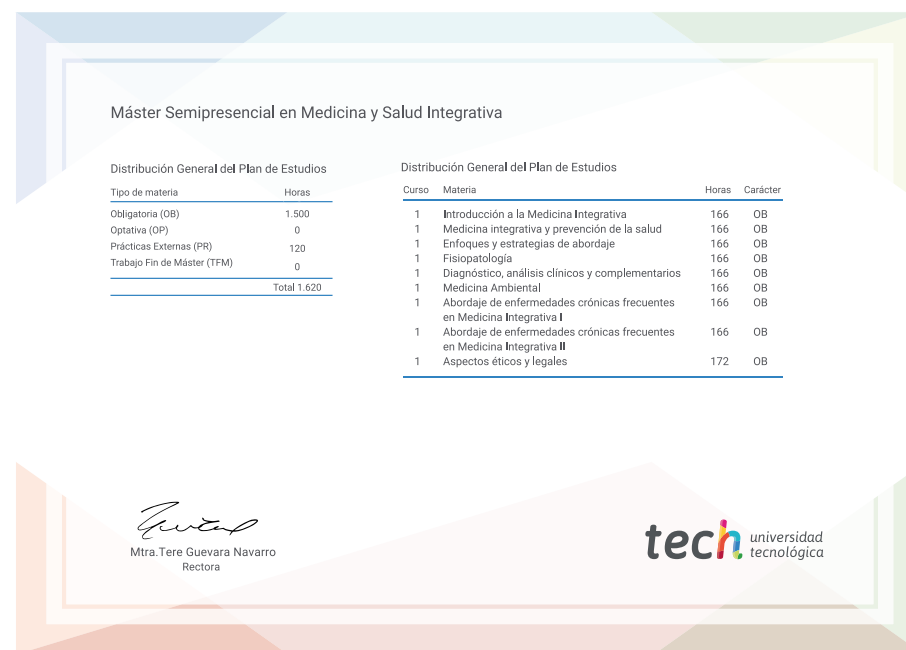 Máster Semipresencial en Medicina y Salud Integrativa
Distribución General del Plan de Estudios
Tipo de materia Horas
Obligatoria (OB) 1.500
Optativa (OP) 0
Prácticas Externas (PR) 120
Trabajo Fin de Máster (TFM) 0
Total 1.620
Distribución General del Plan de Estudios
Curso Materia Horas Carácter
1 Introducción a la Medicina Integrativa 166 OB
1 Medicina integrativa y prevención de la salud 166 OB
1 Enfoques y estrategias de abordaje 166 OB
1 Fisiopatología 166 OB
1 Diagnóstico, análisis clínicos y complementarios 166 OB
1 Medicina Ambiental 166 OB
1 Abordaje de enfermedades crónicas frecuentes 166 OB
en Medicina Integrativa I
1 Abordaje de enfermedades crónicas frecuentes 166 OB
en Medicina Integrativa II
1 Aspectos éticos y legales 172 OB
Mtra.Tere Guevara Navarro
Rectora
tech universidad
tecnológica